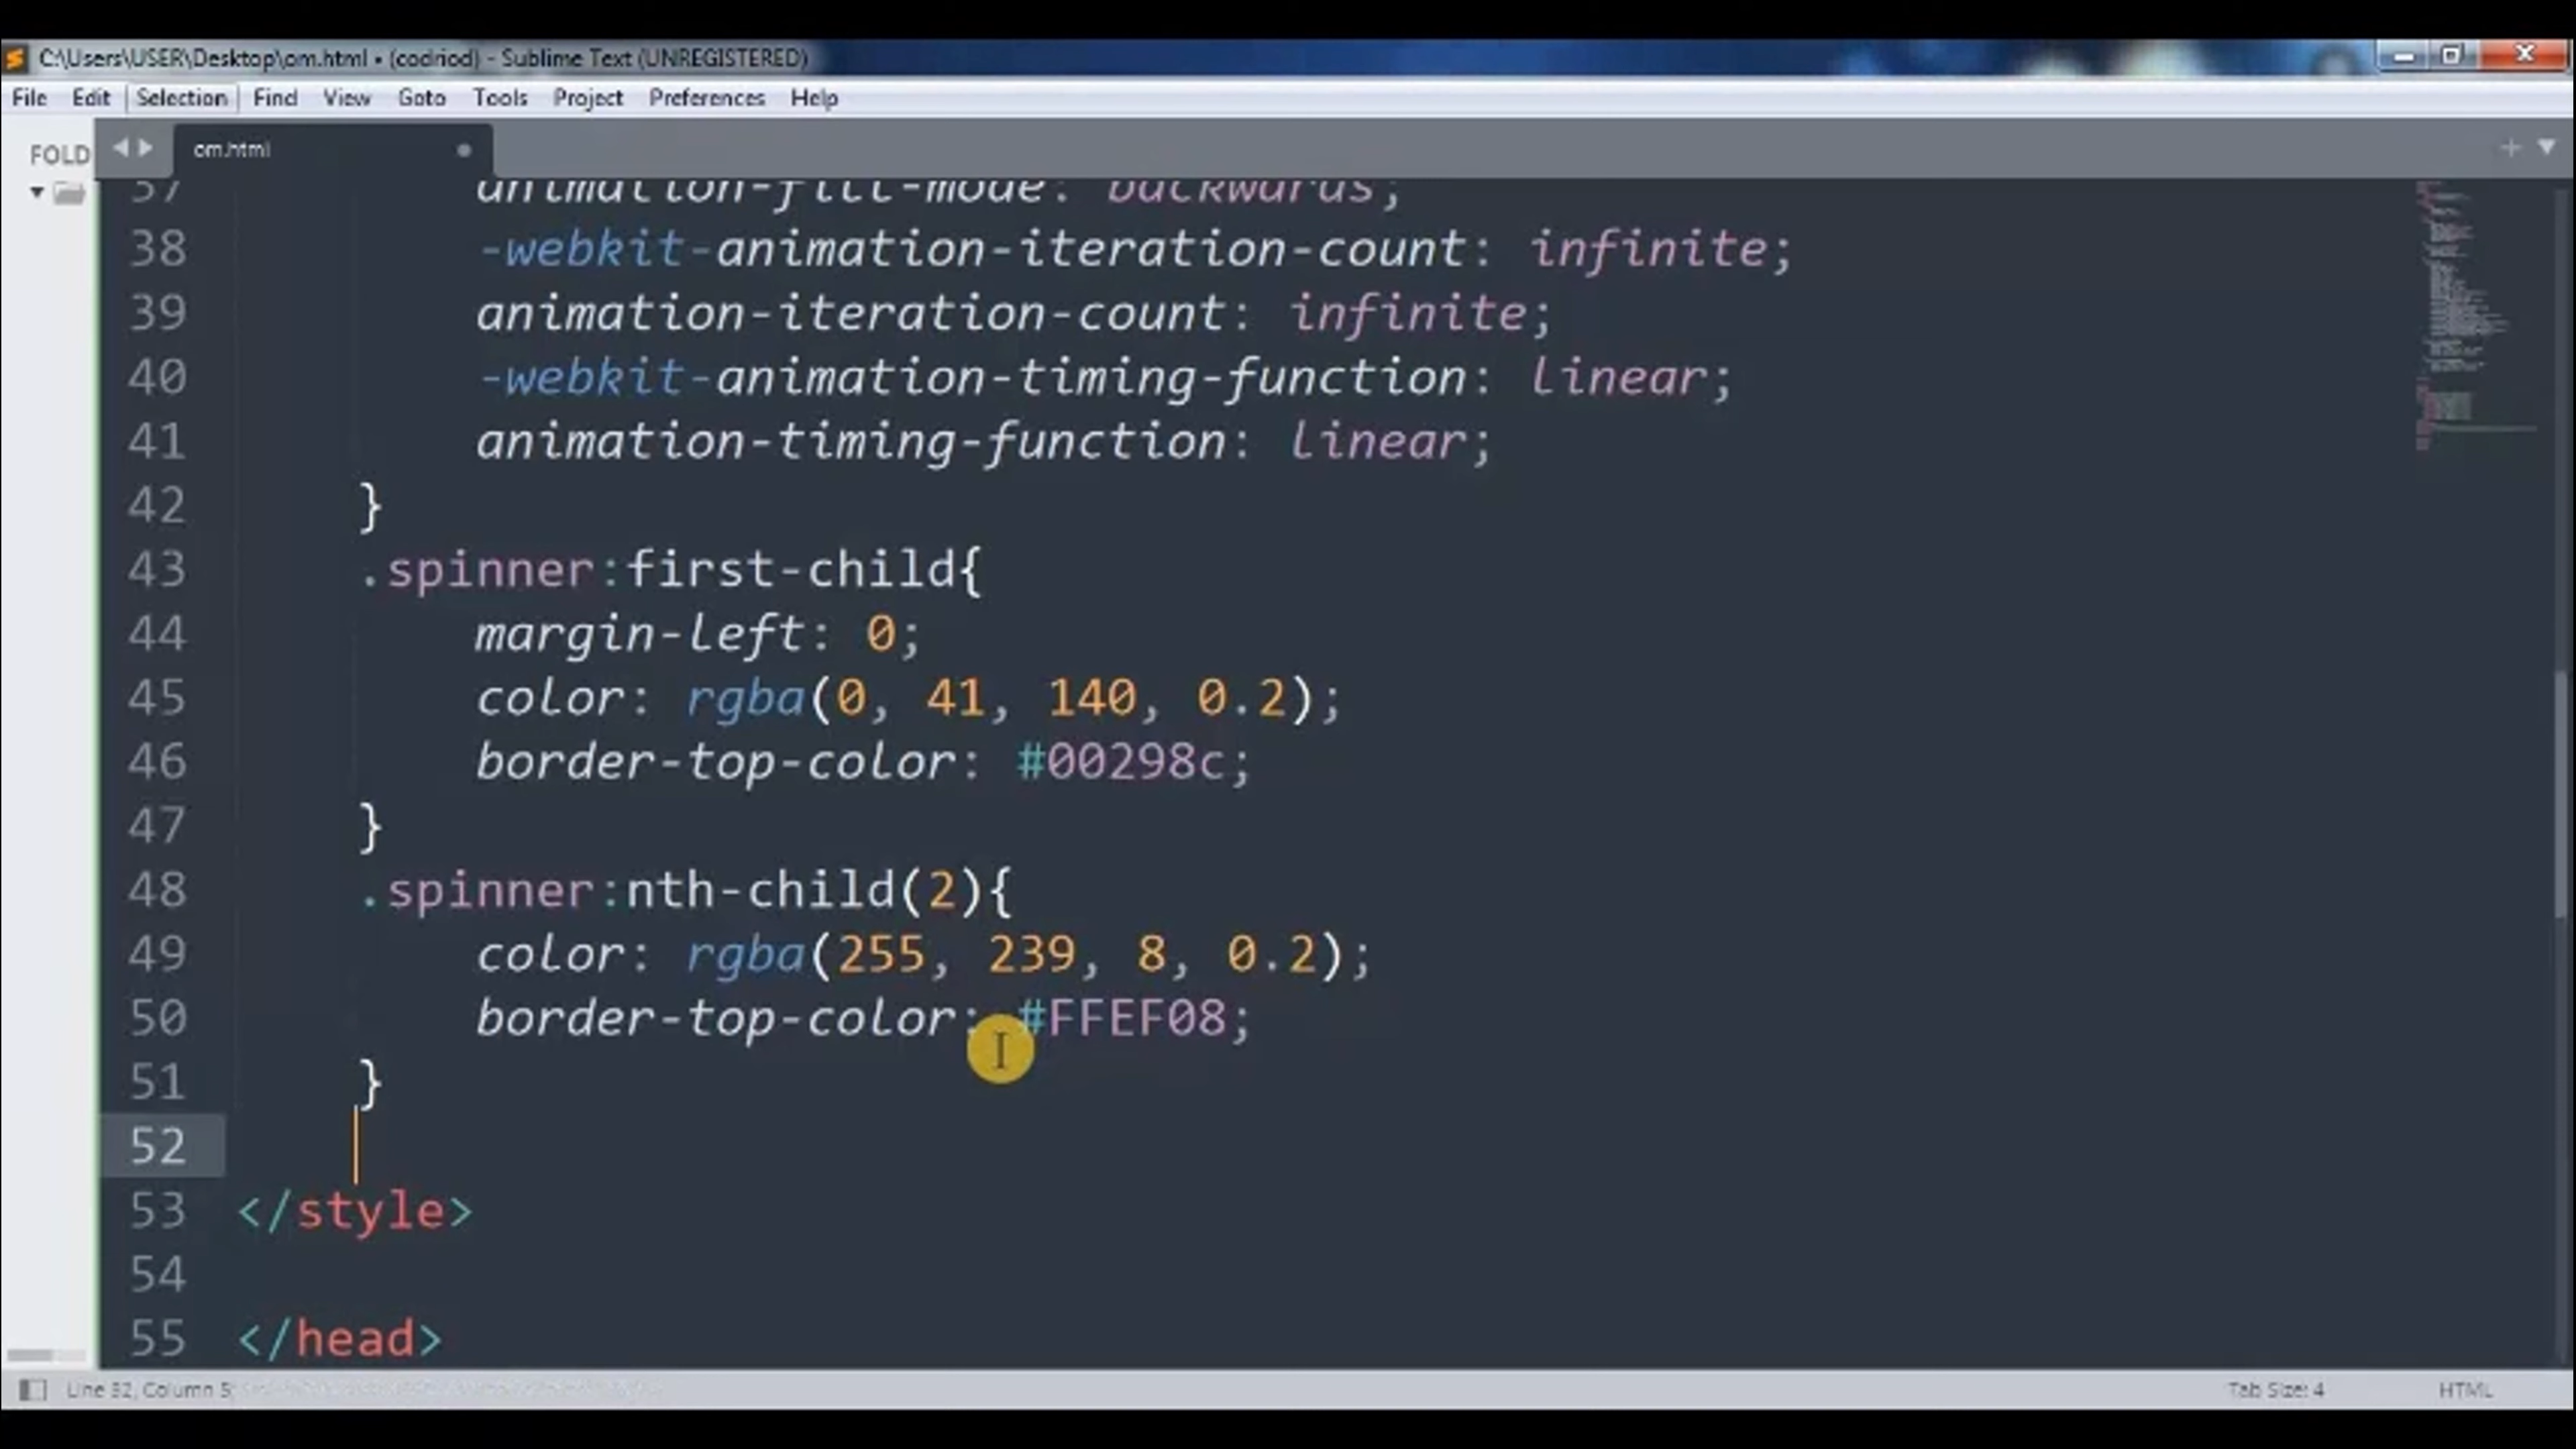 C:\Users\USER\Desktop\om.html • (codriod) - Sublime Text (UNREGISTERED)
File Edit Selection Find View Goto Tools Project Preferences Help
FOLD
om.html
37 animation-fill-mode: backwards;
38 -webkit-animation-iteration-count: infinite;
39 animation-iteration-count: infinite;
40 -webkit-animation-timing-function: linear;
41 animation-timing-function: linear;
42 }
43 .spinner:first-child{
44 margin-left: 0;
45 color: rgba(0, 41, 140, 0.2);
46 border-top-color: #00298c;
47 }
48 .spinner:nth-child(2){
49 color: rgba(255, 239, 8, 0.2);
50 border-top-color: #FFEF08;
51 }
52
53 </style>
54
55 </head>
Line 52, Column 5
Tab Size: 4
HTML